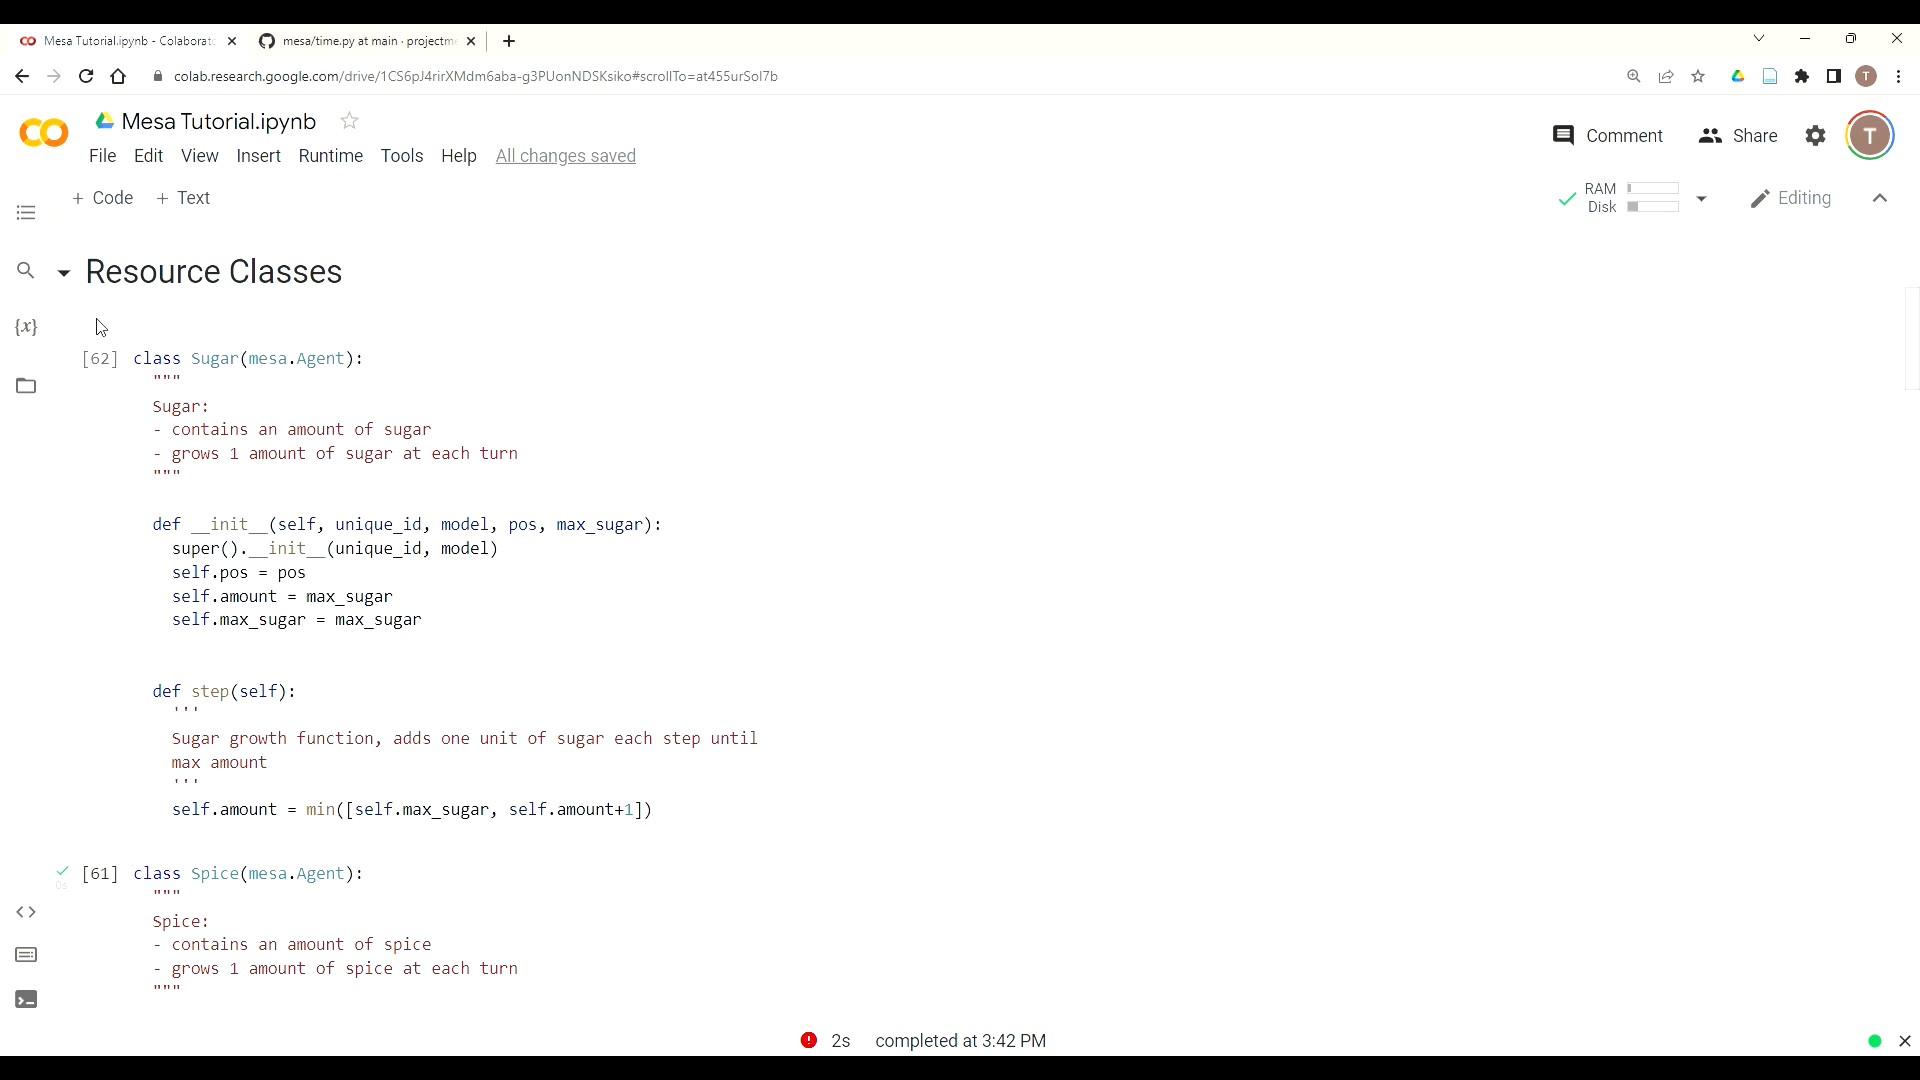 Mesa Tutorial.ipynb - Colaborato
mesa/time.py at main · projectme
colab.research.google.com/drive/1CS6pJ4rirXMdm6aba-g3PUonNDSKsiko#scrollTo=at455urSol7b
T
Mesa Tutorial.ipynb
File Edit View Insert Runtime Tools Help All changes saved
Comment Share T
+ Code + Text
RAM
Disk
Editing
Resource Classes
{x}
[62] class Sugar(mesa.Agent):
"""
Sugar:
- contains an amount of sugar
- grows 1 amount of sugar at each turn
"""
def __init__(self, unique_id, model, pos, max_sugar):
super().__init__(unique_id, model)
self.pos = pos
self.amount = max_sugar
self.max_sugar = max_sugar
def step(self):
'''
Sugar growth function, adds one unit of sugar each step until
max amount
'''
self.amount = min([self.max_sugar, self.amount+1])
[61] class Spice(mesa.Agent):
0s
"""
Spice:
- contains an amount of spice
- grows 1 amount of spice at each turn
"""
2s completed at 3:42 PM